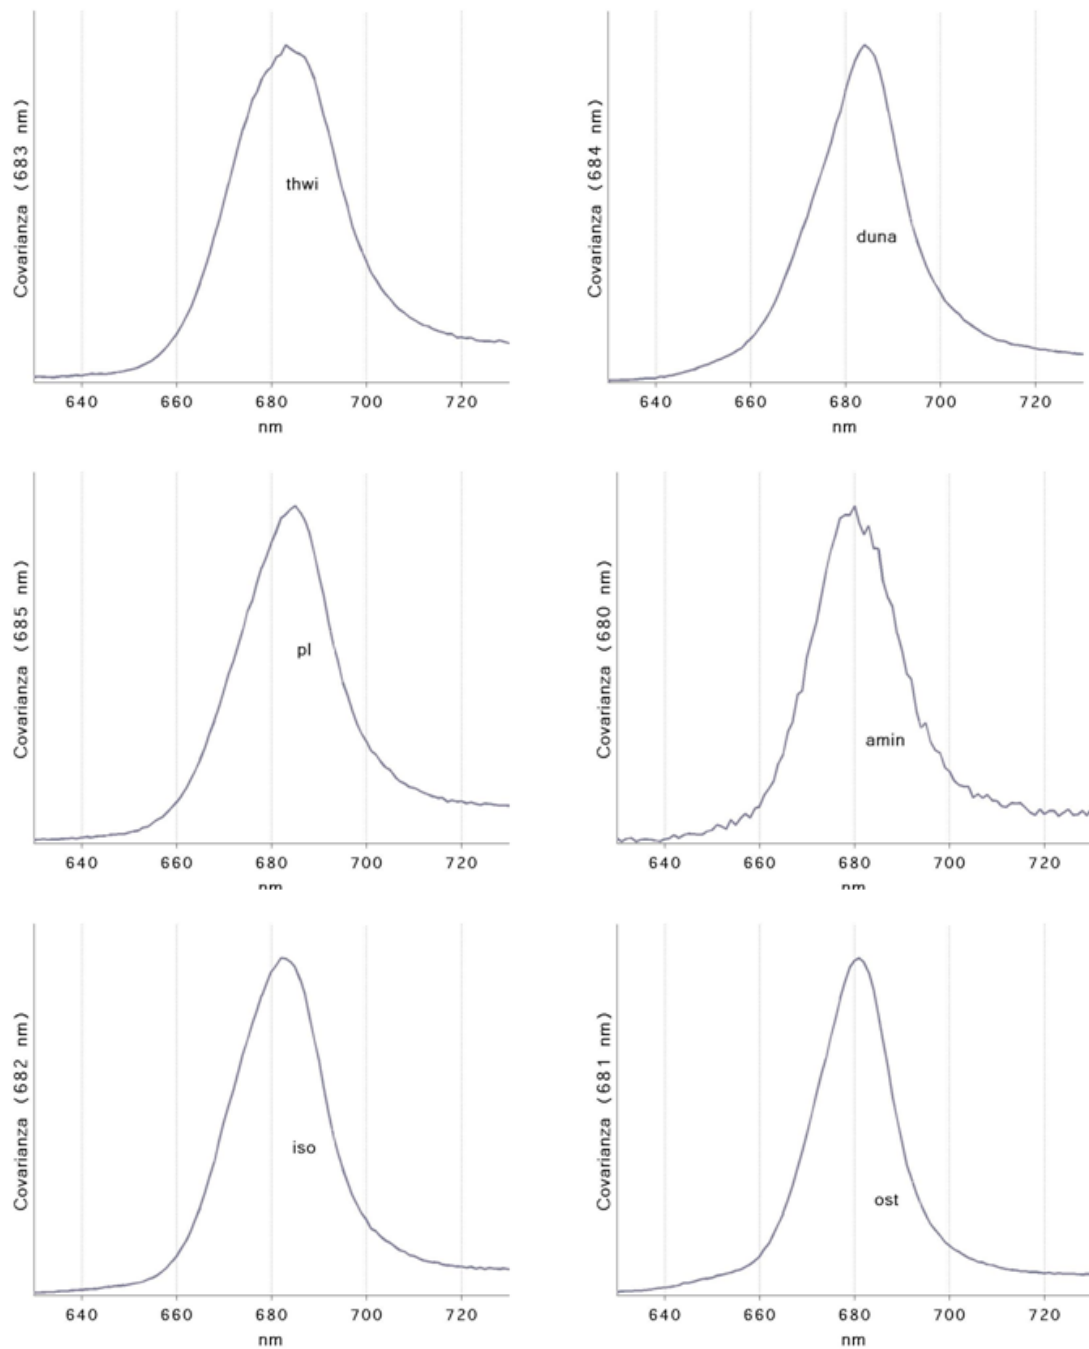 Covarianza (683 nm)
thwi
640 660 680 700 720
nm
Covarianza (684 nm)
duna
640 660 680 700 720
nm
Covarianza (685 nm)
pl
640 660 680 700 720
nm
Covarianza (680 nm)
amin
640 660 680 700 720
nm
Covarianza (682 nm)
iso
640 660 680 700 720
nm
Covarianza (681 nm)
ost
640 660 680 700 720
nm